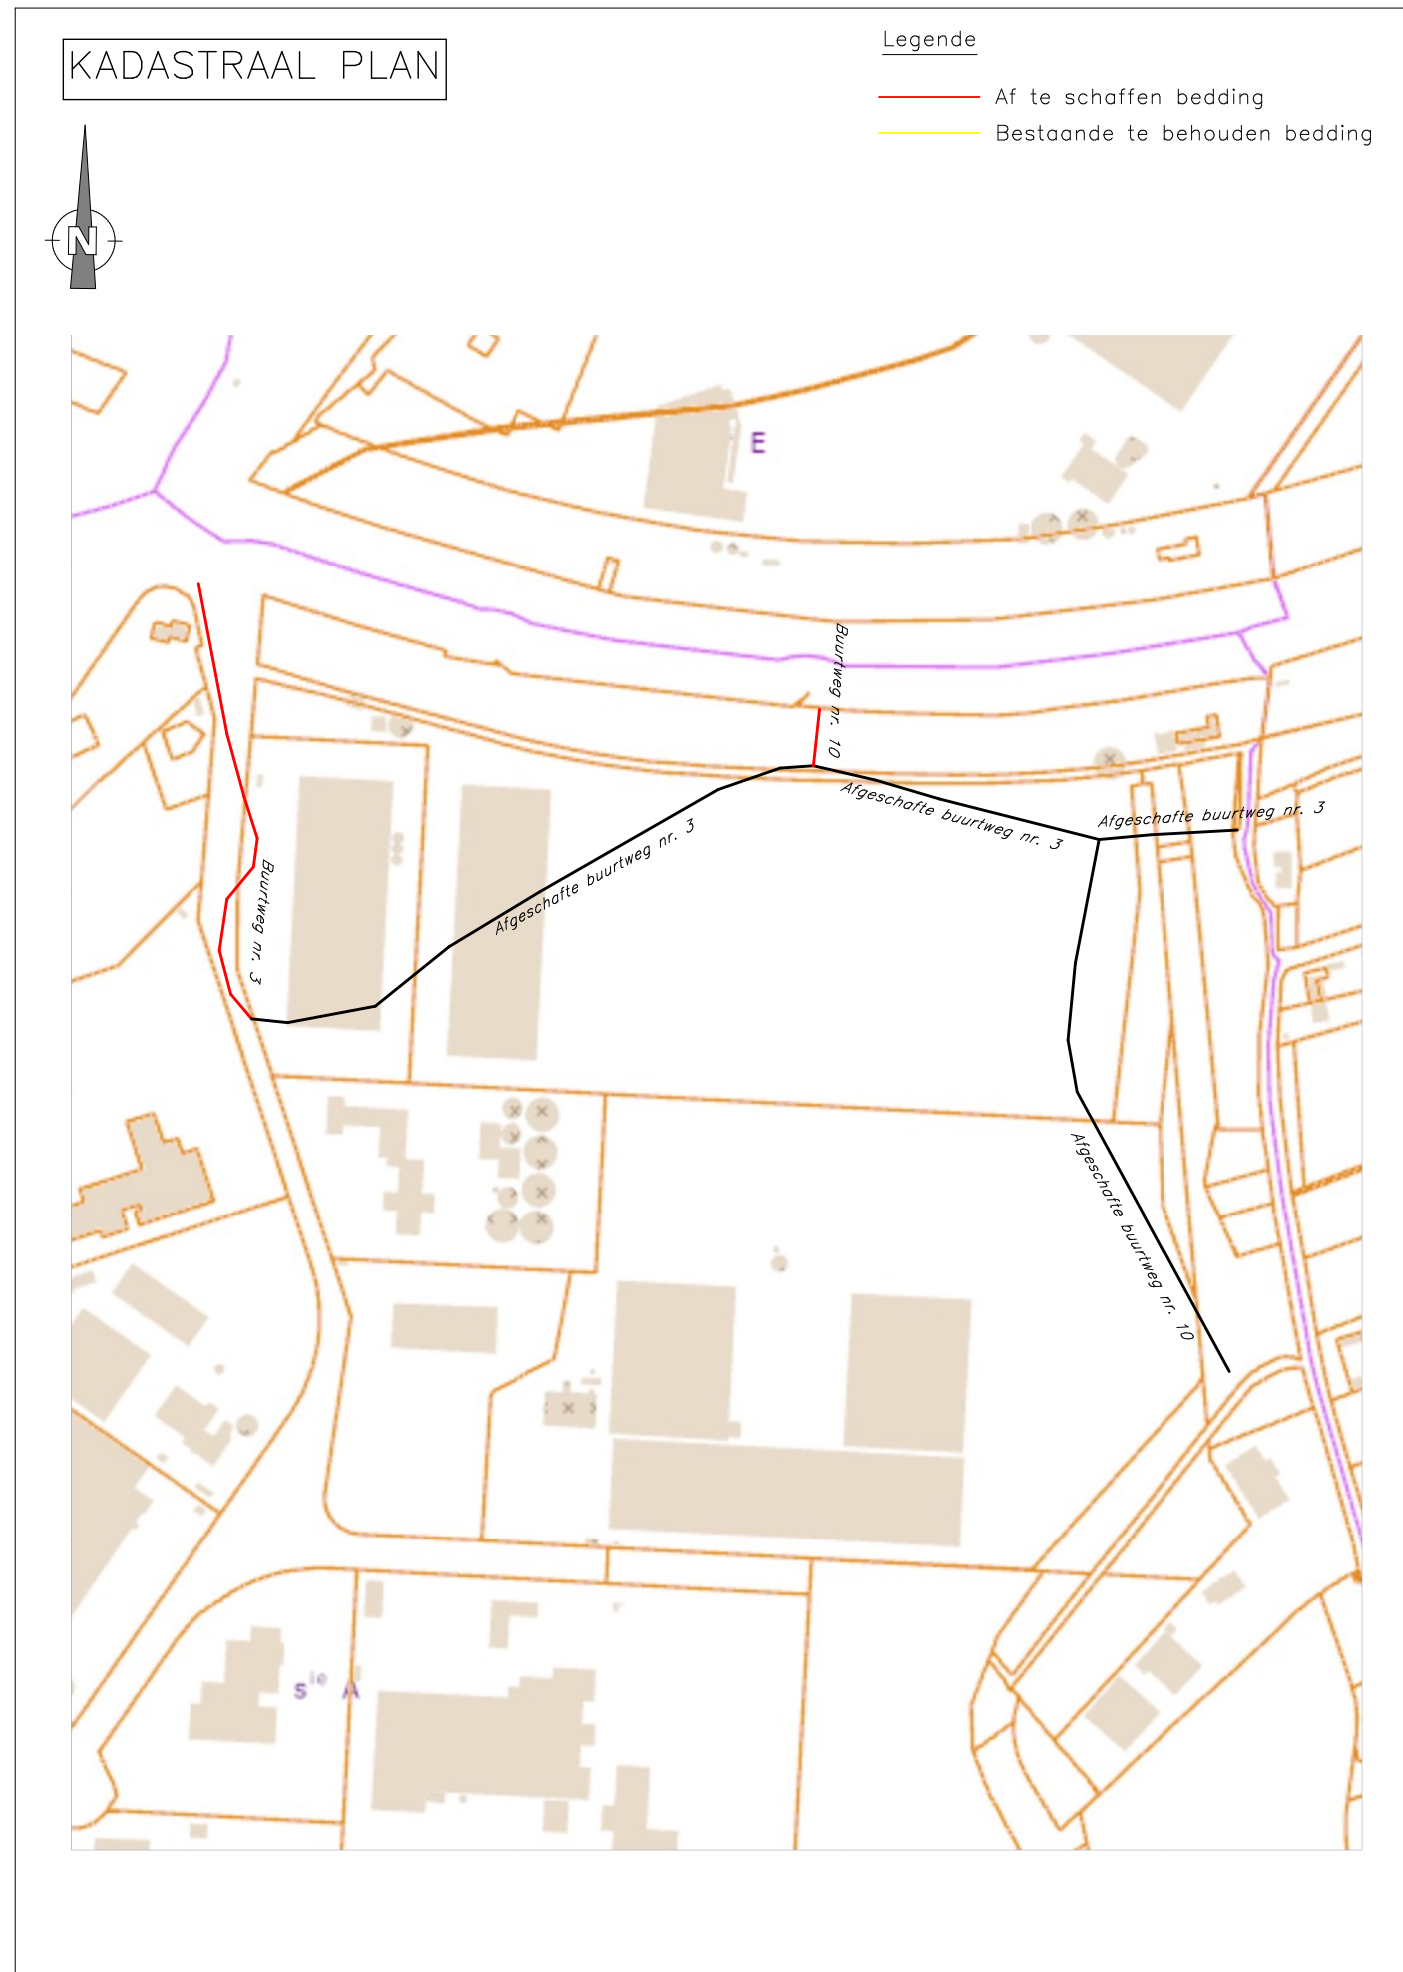 KADASTRAAL PLAN
Legende
Af te schaffen bedding
Bestaande te behouden bedding
N
E
Buurtweg nr. 10
Afgeschafte buurtweg nr. 3
Afgeschafte buurtweg nr. 3
Afgeschafte buurtweg nr. 3
Buurtweg nr. 3
Afgeschafte buurtweg nr. 10
sie A